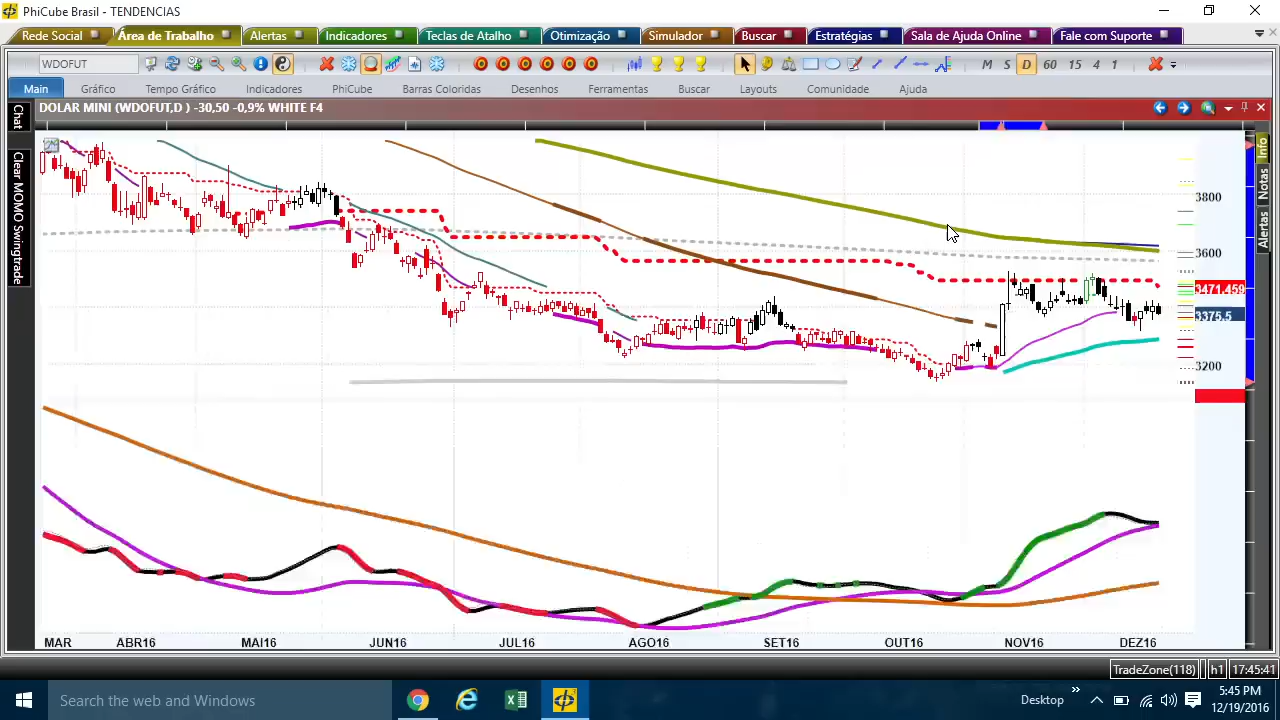 PhiCube Brasil - TENDENCIAS
Rede Social Área de Trabalho Alertas Indicadores Teclas de Atalho Otimização Simulador Buscar Estratégias Sala de Ajuda Online Fale com Suporte
WDOFUT M S D 60 15 4 1
Main Gráfico Tempo Gráfico Indicadores PhiCube Barras Coloridas Desenhos Ferramentas Buscar Layouts Comunidade Ajuda
DOLAR MINI (WDOFUT,D ) -30,50 -0,9% WHITE F4
Chat
Clear MOMO Swingtrade
Info
Notas
Alertas
3800
3600
3471.459
3375.5
3200
MAR ABR16 MAI16 JUN16 JUL16 AGO16 SET16 OUT16 NOV16 DEZ16
TradeZone(118) h1 17:45:41
Search the web and Windows
Desktop
5:45 PM
12/19/2016